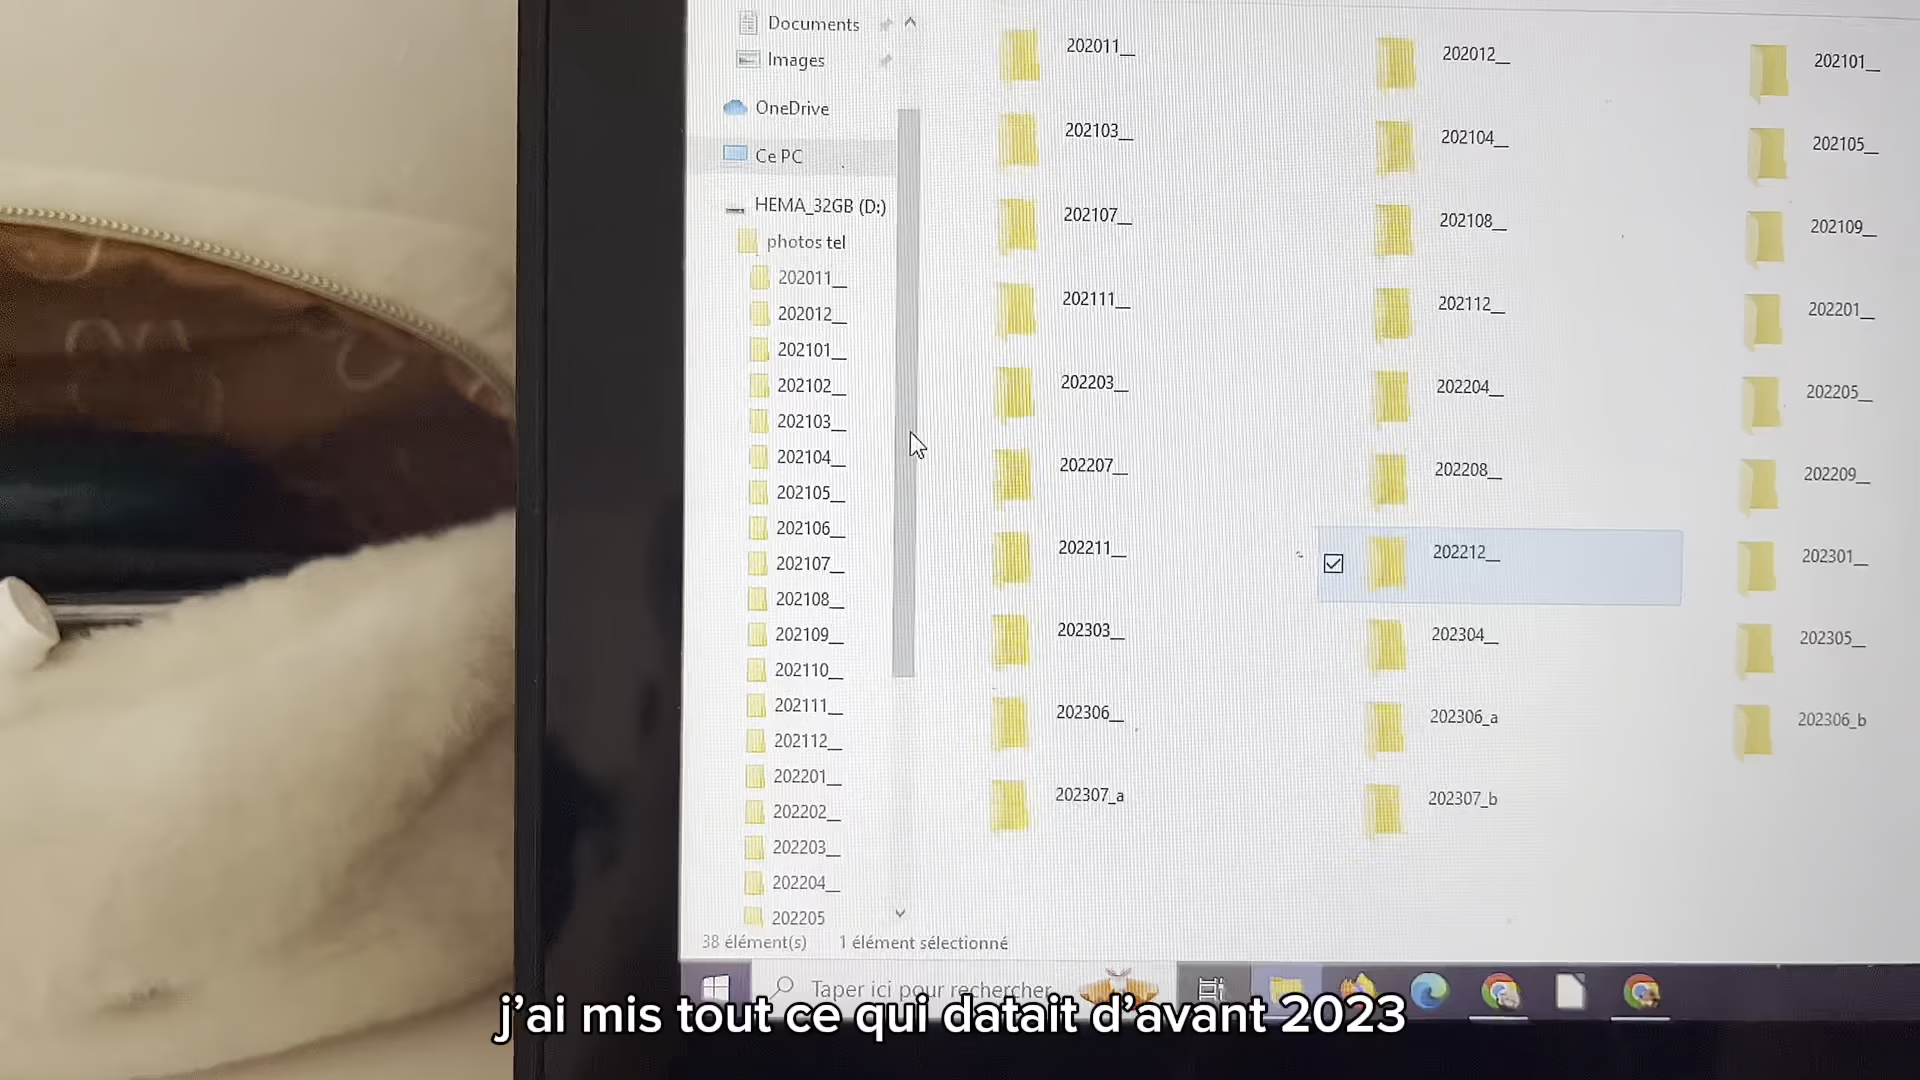 Documents
Images
OneDrive
Ce PC
HEMA_32GB (D:)
photos tel
202011__
202012__
202101__
202102__
202103__
202104__
202105__
202106__
202107__
202108__
202109__
202110__
202111__
202112__
202201__
202202__
202203__
202204__
202205
202011__ 202012__ 202101__
202103__ 202104__ 202105__
202107__ 202108__ 202109__
202111__ 202112__ 202201__
202203__ 202204__ 202205__
202207__ 202208__ 202209__
202211__ 202212__ 202301__
202303__ 202304__ 202305__
202306__ 202306_a 202306_b
202307_a 202307_b
38 élément(s) 1 élément sélectionné
Taper ici pour rechercher
j'ai mis tout ce qui datait d'avant 2023